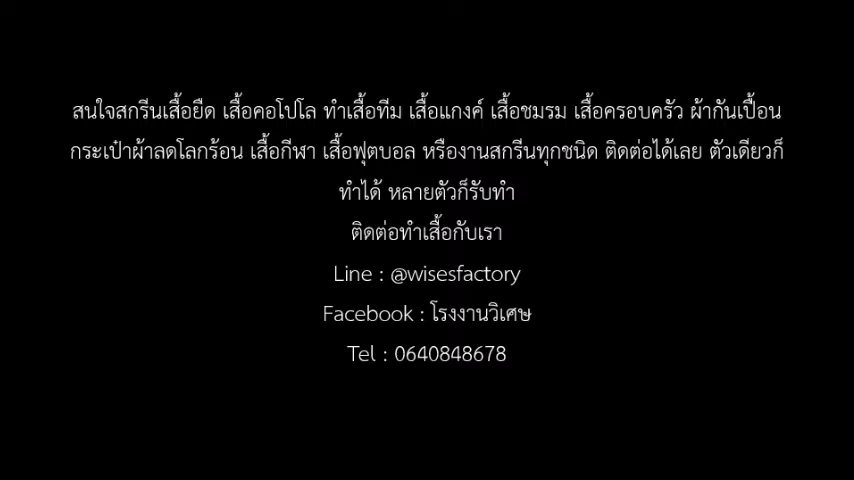 สนใจสกรีนเสื้อยืด เสื้อคอโปโล ทำเสื้อทีม เสื้อแกงค์ เสื้อชมรม เสื้อครอบครัว ผ้ากันเปื้อน
กระเป๋าผ้าลดโลกร้อน เสื้อกีฬา เสื้อฟุตบอล หรืองานสกรีนทุกชนิด ติดต่อได้เลย ตัวเดียวก็
ทำได้ หลายตัวก็รับทำ
ติดต่อทำเสื้อกับเรา
Line : @wisesfactory
Facebook : โรงงานวิเศษ
Tel : 0640848678